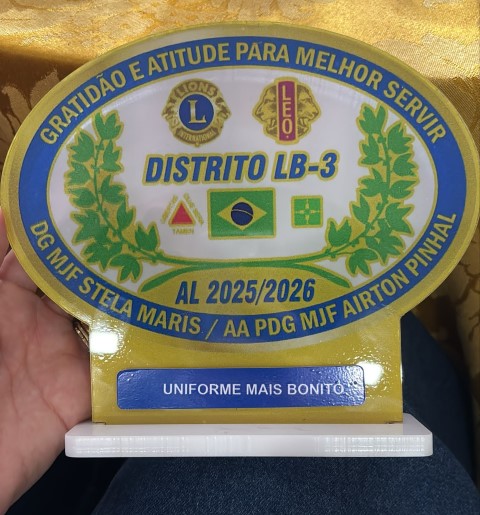 GRATIDÃO E ATITUDE PARA MELHOR SERVIR
LIONS
L
INTERNATIONAL
LEO
DISTRITO LB-3
AL 2025/2026
DG MJF STELA MARIS / AA PDG MJF AIRTON PINHAL
UNIFORME MAIS BONITO